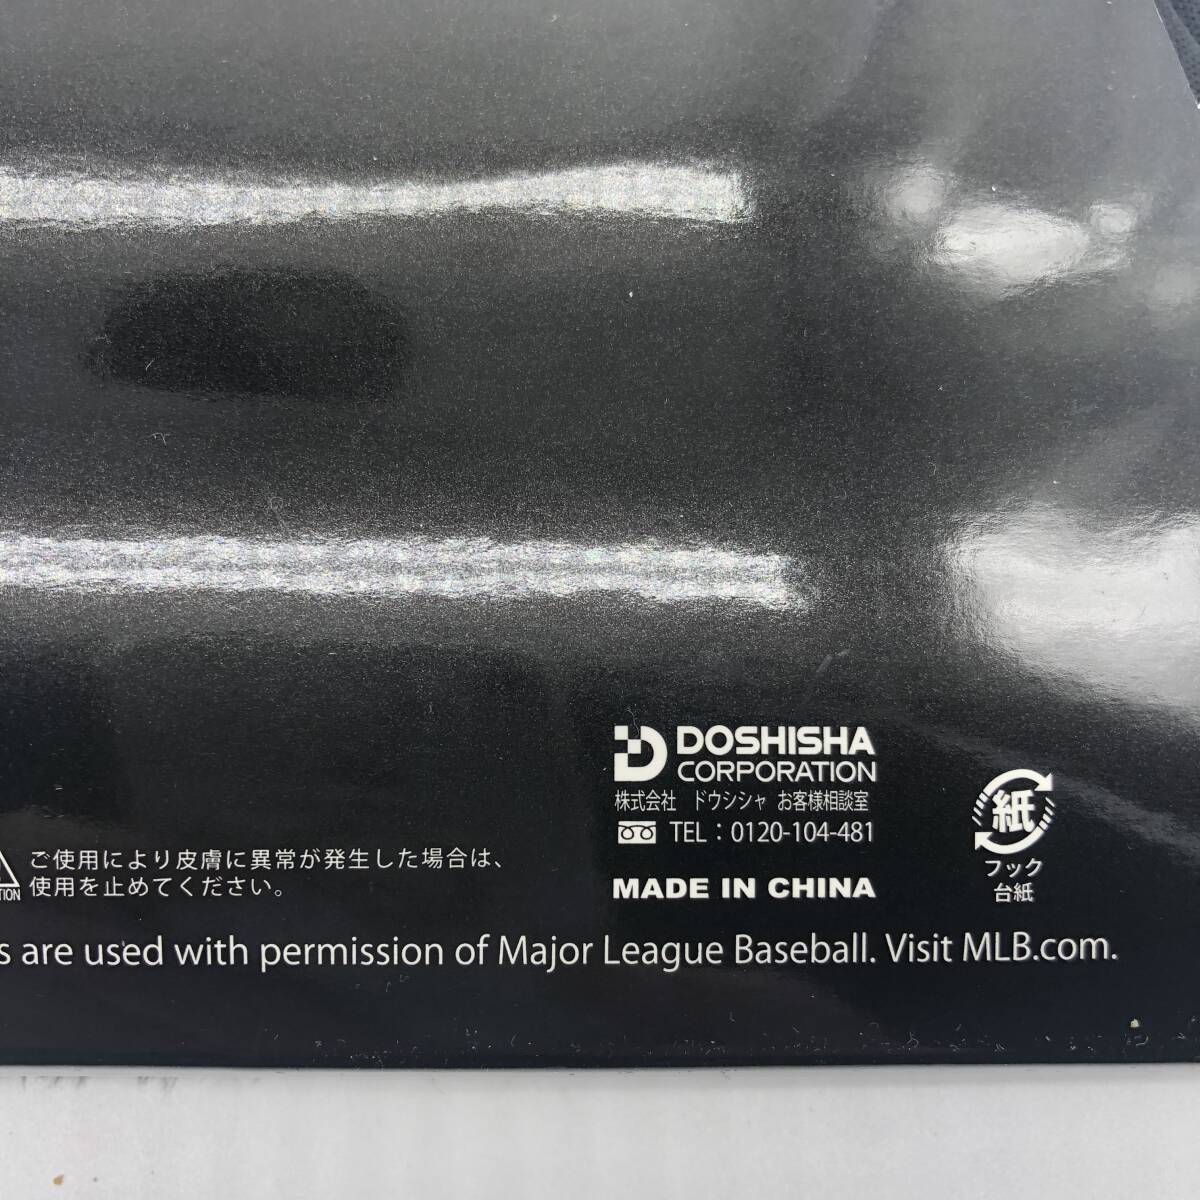 DOSHISHA
CORPORATION
株式会社 ドウシシャ お客様相談室
TEL：0120-104-481
MADE IN CHINA
紙
フック
台紙
ご使用により皮膚に異常が発生した場合は、
使用を止めてください。
are used with permission of Major League Baseball. Visit MLB.com.